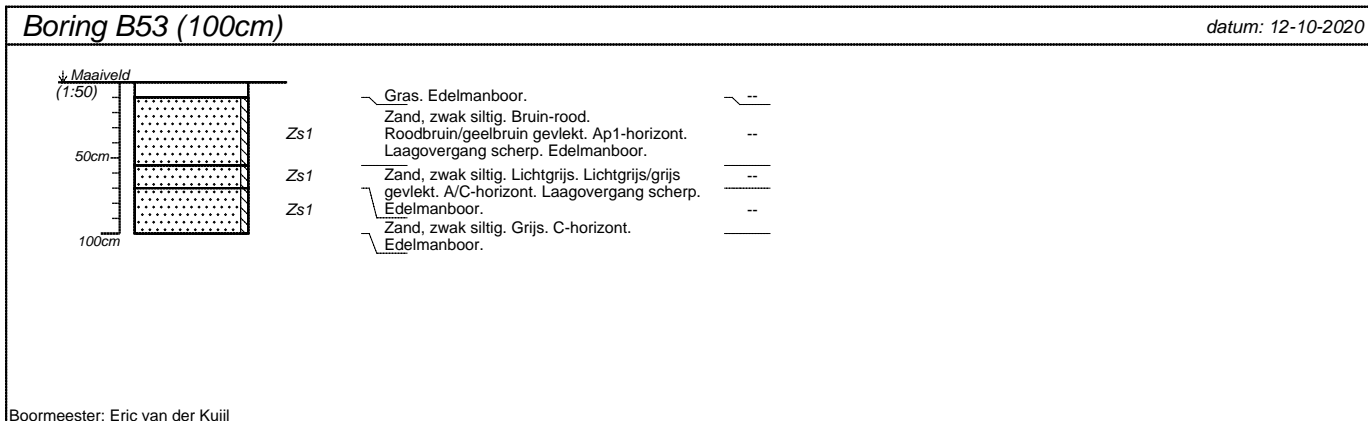 Boring B53 (100cm)
datum: 12-10-2020
Maaiveld
(1:50)
Gras. Edelmanboor.
--
Zs1
Zand, zwak siltig. Bruin-rood.
Roodbruin/geelbruin gevlekt. Ap1-horizont.
--
Laagovergang scherp. Edelmanboor.
50cm
Zs1
Zand, zwak siltig. Lichtgrijs. Lichtgrijs/grijs
--
gevlekt. A/C-horizont. Laagovergang scherp.
Zs1
Edelmanboor.
--
Zand, zwak siltig. Grijs. C-horizont.
Edelmanboor.
100cm
Boormeester: Eric van der Kuijl